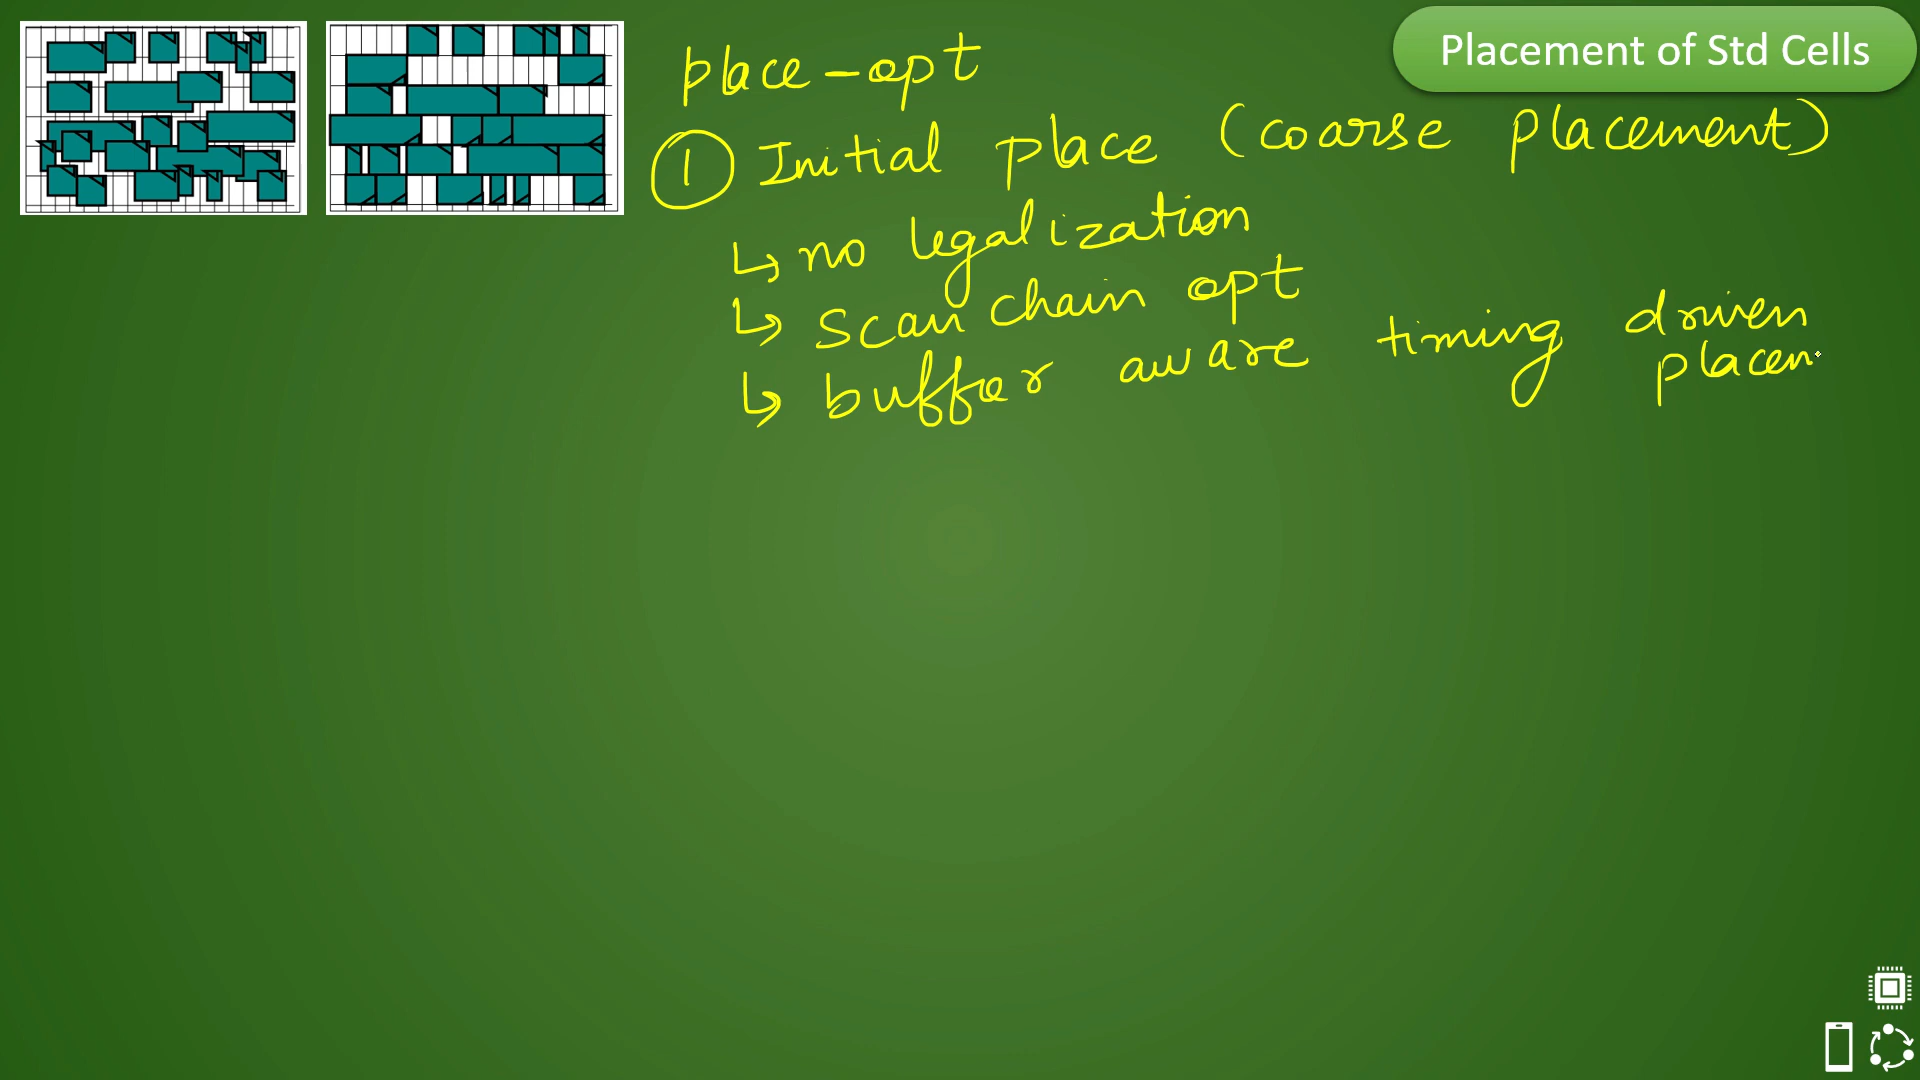 Placement of Std Cells
place-opt
① Initial place (coarse placement)
↳ no legalization
↳ scan chain opt
↳ buffer aware timing driven
placem